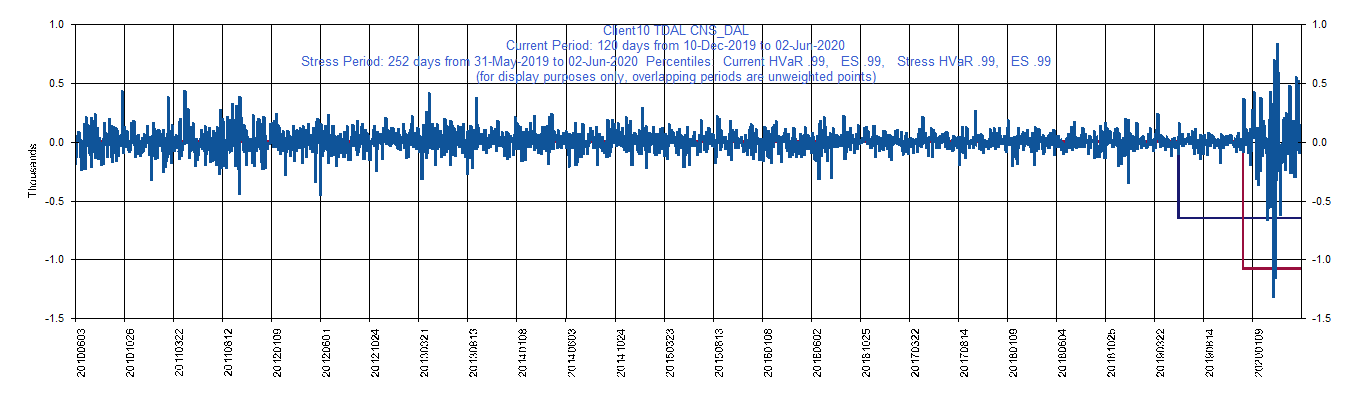 Client10 TDAL CNS_DAL
Current Period: 120 days from 10-Dec-2019 to 02-Jun-2020
Stress Period: 252 days from 31-May-2019 to 02-Jun-2020 Percentiles: Current HVaR .99, ES .99, Stress HVaR .99, ES .99
(for display purposes only, overlapping periods are unweighted points)
1.0 1.0
0.5 0.5
0.0 0.0
-0.5 -0.5
-1.0 -1.0
-1.5 -1.5
Thousands
20100603 20101026 20110322 20110812 20120109 20120601 20121024 20130321 20130813 20140108 20140603 20141024 20150323 20150813 20160108 20160602 20161025 20170322 20170814 20180109 20180604 20181025 20190322 20190814 20200109